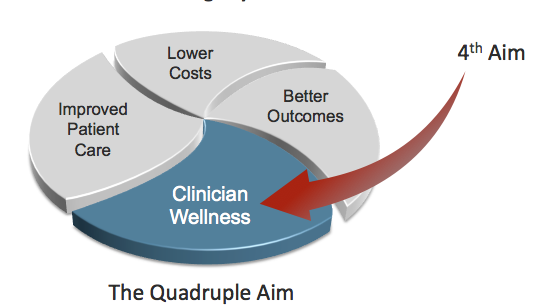 Lower
Costs
4th Aim
Better
Outcomes
Improved
Patient
Care
Clinician
Wellness
The Quadruple Aim